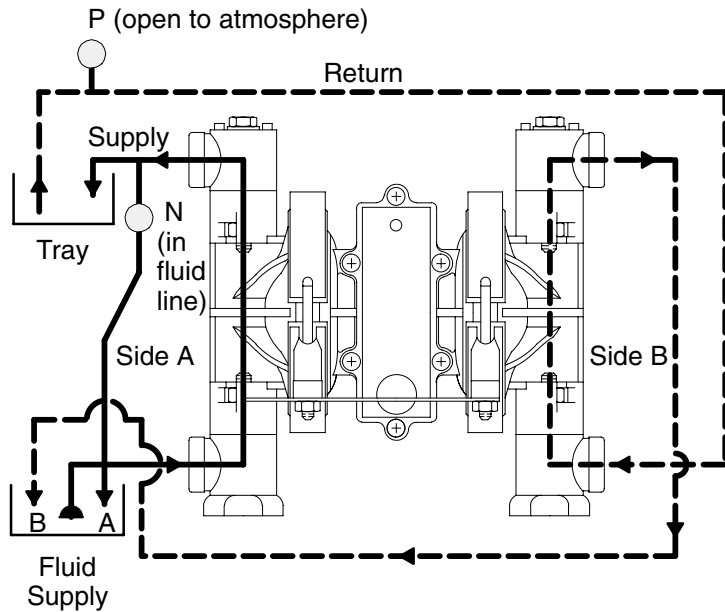 P (open to atmosphere)
Return
Supply
Tray
N
(in
fluid
line)
Side A
Side B
B
A
Fluid
Supply